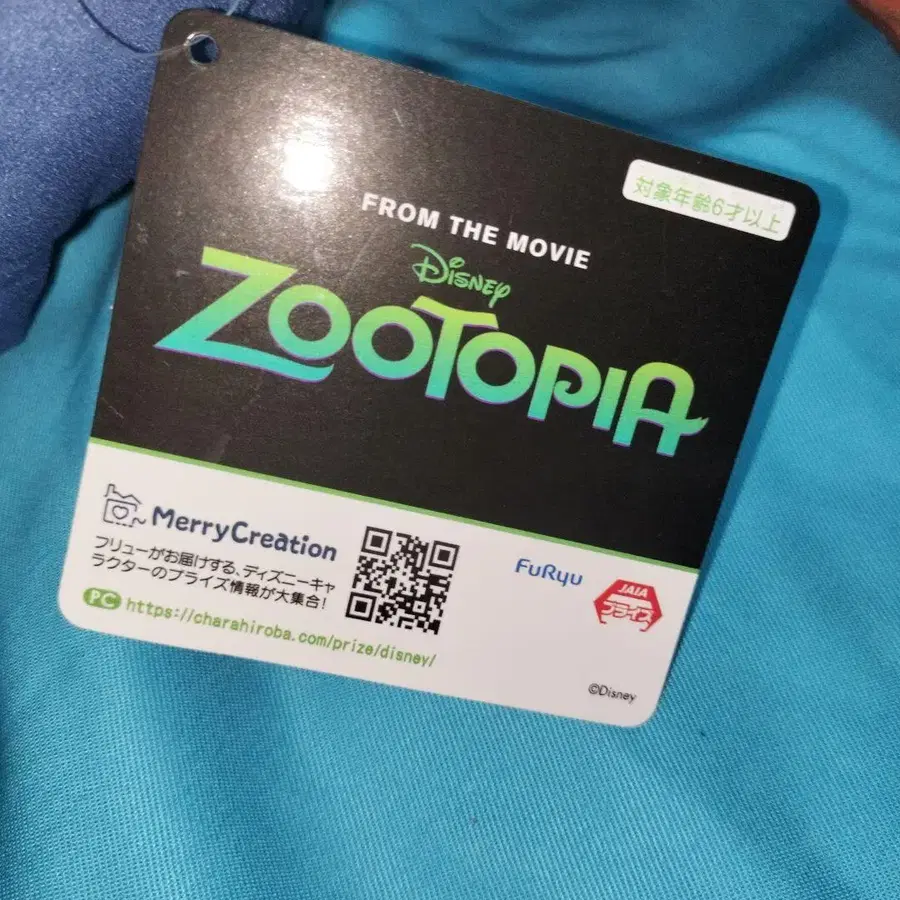 対象年齢6才以上
FROM THE MOVIE
Disney
ZOOTOPIA
MerryCreation
フリューがお届けする、ディズニーキャ
ラクターのプライズ情報が大集合!
PC https://charahiroba.com/prize/disney/
FuRyu
JAIA
プライズ
©Disney